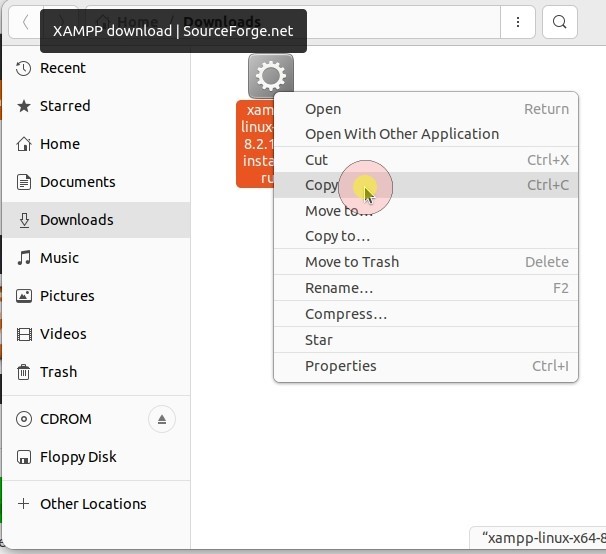 Home / Downloads
XAMPP download | SourceForge.net
Recent
Starred
Home
Documents
Downloads
Music
Pictures
Videos
Trash
CDROM
Floppy Disk
Other Locations
xam
linux-
8.2.1
insta
ru
Open Return
Open With Other Application
Cut Ctrl+X
Copy Ctrl+C
Move to...
Copy to...
Move to Trash Delete
Rename... F2
Compress...
Star
Properties Ctrl+I
“xampp-linux-x64-8